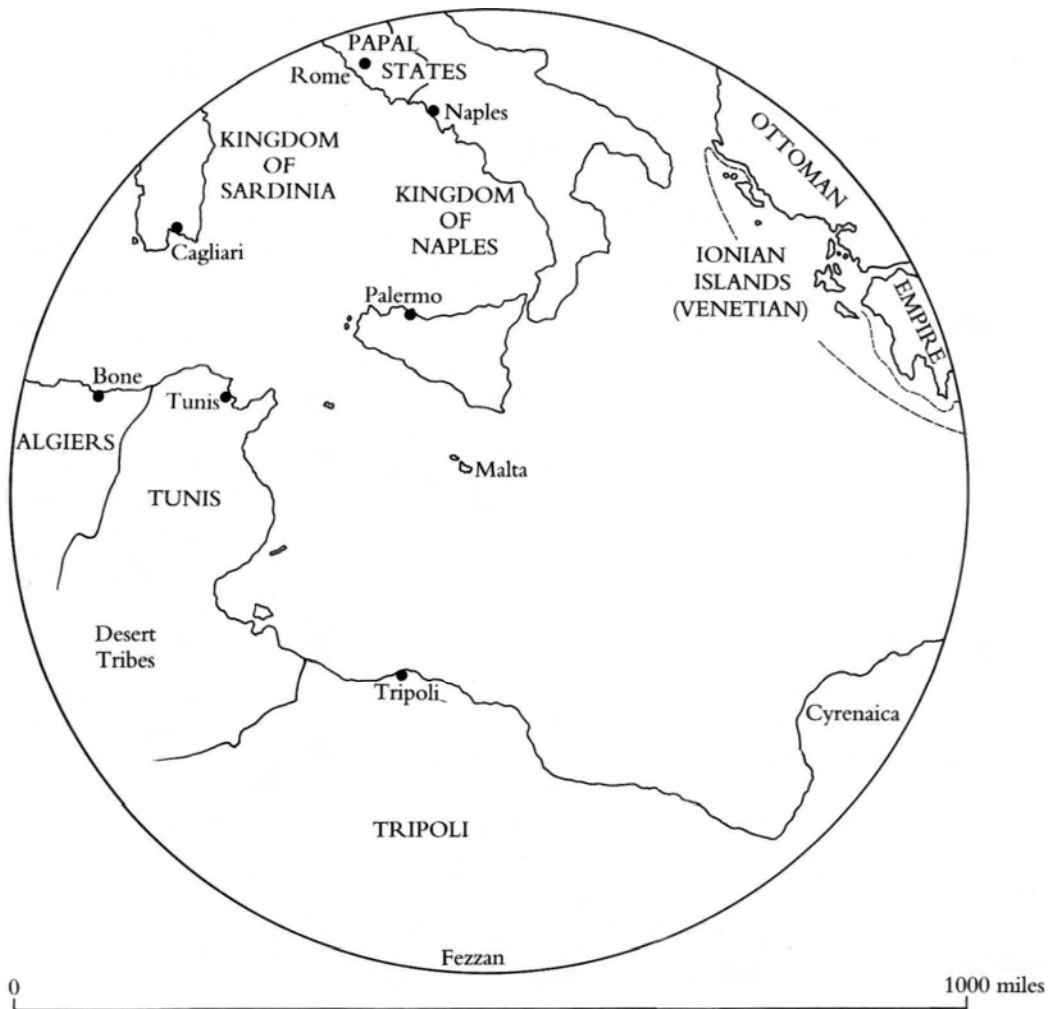 PAPAL
STATES
Rome
Naples
OTTOMAN
EMPIRE
KINGDOM
OF
SARDINIA
KINGDOM
OF
NAPLES
Cagliari
IONIAN
ISLANDS
(VENETIAN)
Palermo
Bone
Tunis
ALGIERS
Malta
TUNIS
Desert
Tribes
Tripoli
Cyrenaica
TRIPOLI
Fezzan
0
1000 miles